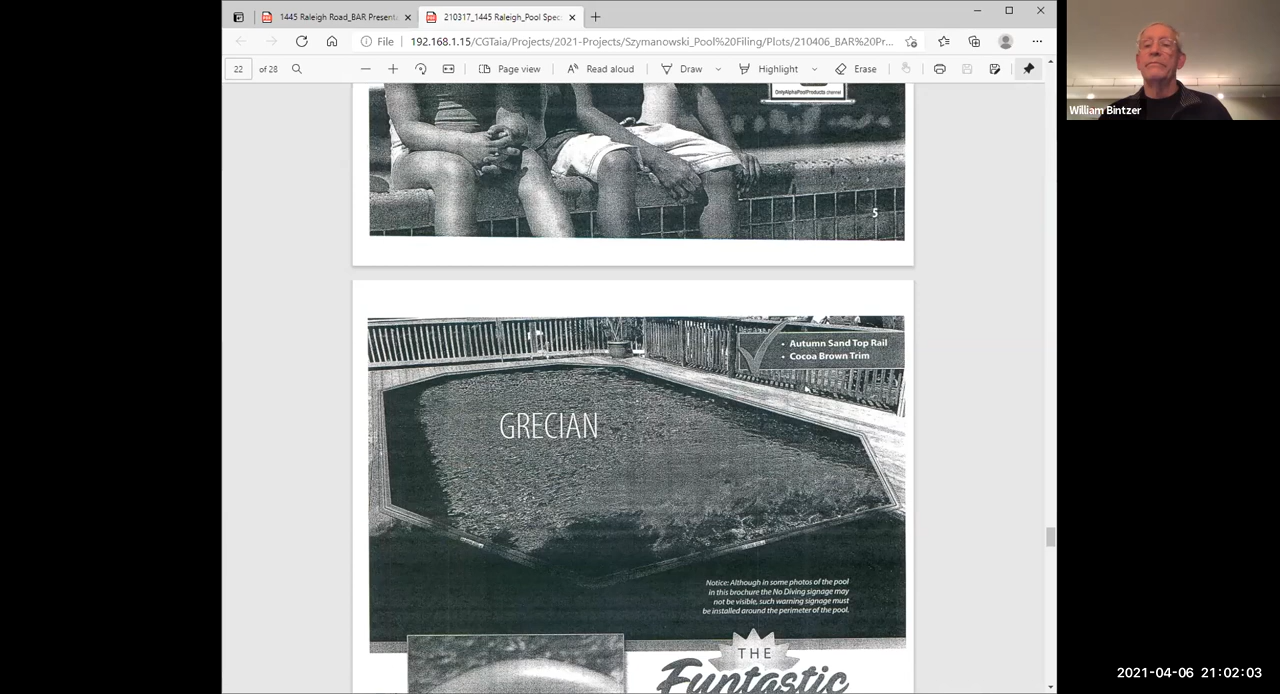 1445 Raleigh Road_BAR Present
210317_1445 Raleigh_Pool Spec
File
192.168.1.15/CGTaia/Projects/2021-Projects/Szymanowski_Pool%20Filing/Plots/210406_BAR%20Pr...
22
of 28
Page view
Read aloud
Draw
Highlight
Erase
William Bintzer
OnlyAlphaPoolProducts channel
5
• Autumn Sand Top Rail
• Cocoa Brown Trim
GRECIAN
Notice: Although in some photos of the pool
in this brochure the No Diving signage may
not be visible, such warning signage must
be installed around the perimeter of the pool.
THE
Funtastic
2021-04-06 21:02:03